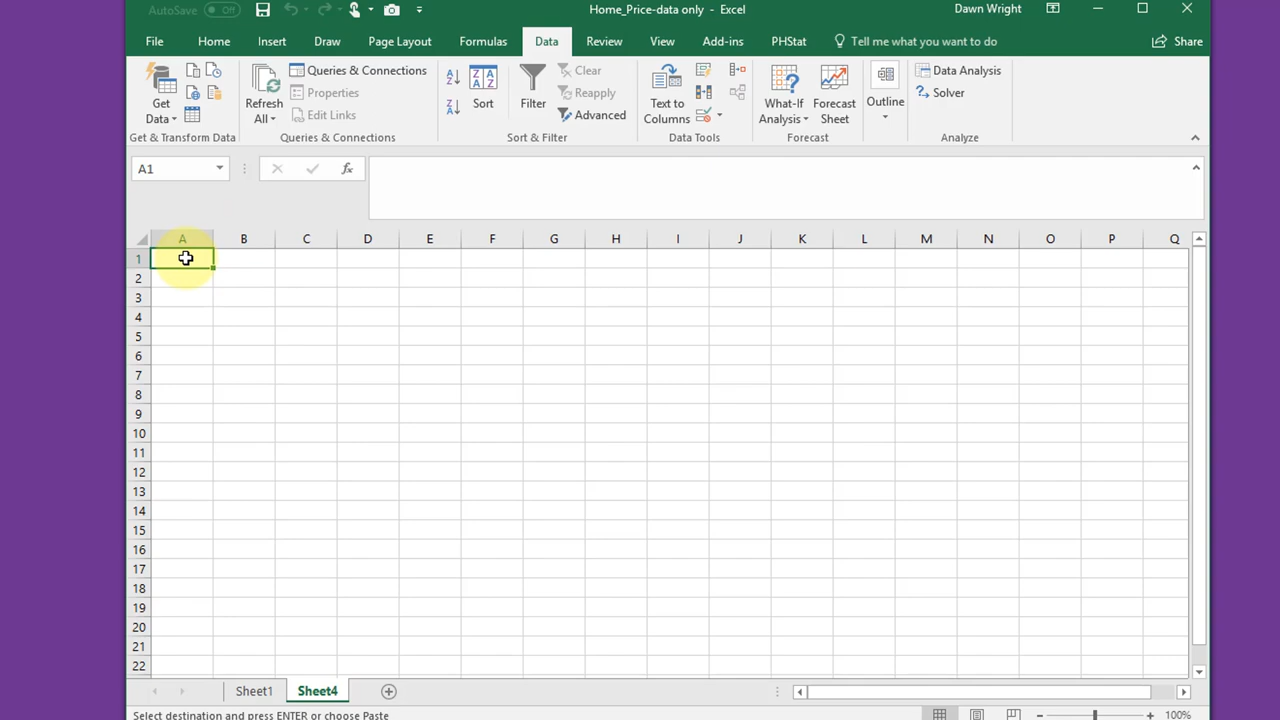 AutoSave Off Home_Price-data only - Excel Dawn Wright
File Home Insert Draw Page Layout Formulas Data Review View Add-ins PHStat Tell me what you want to do Share
Get Data
Get & Transform Data
Refresh All
Queries & Connections
Properties
Edit Links
Queries & Connections
A Z
Z A
Z A A Z
Sort
Filter
Clear
Reapply
Advanced
Sort & Filter
Text to Columns
Data Tools
What-If Analysis
Forecast Sheet
Forecast
Outline
Data Analysis
Solver
Analyze
A1 fx
A B C D E F G H I J K L M N O P Q
1
2
3
4
5
6
7
8
9
10
11
12
13
14
15
16
17
18
19
20
21
22
Sheet1 Sheet4
Select destination and press ENTER or choose Paste 100%